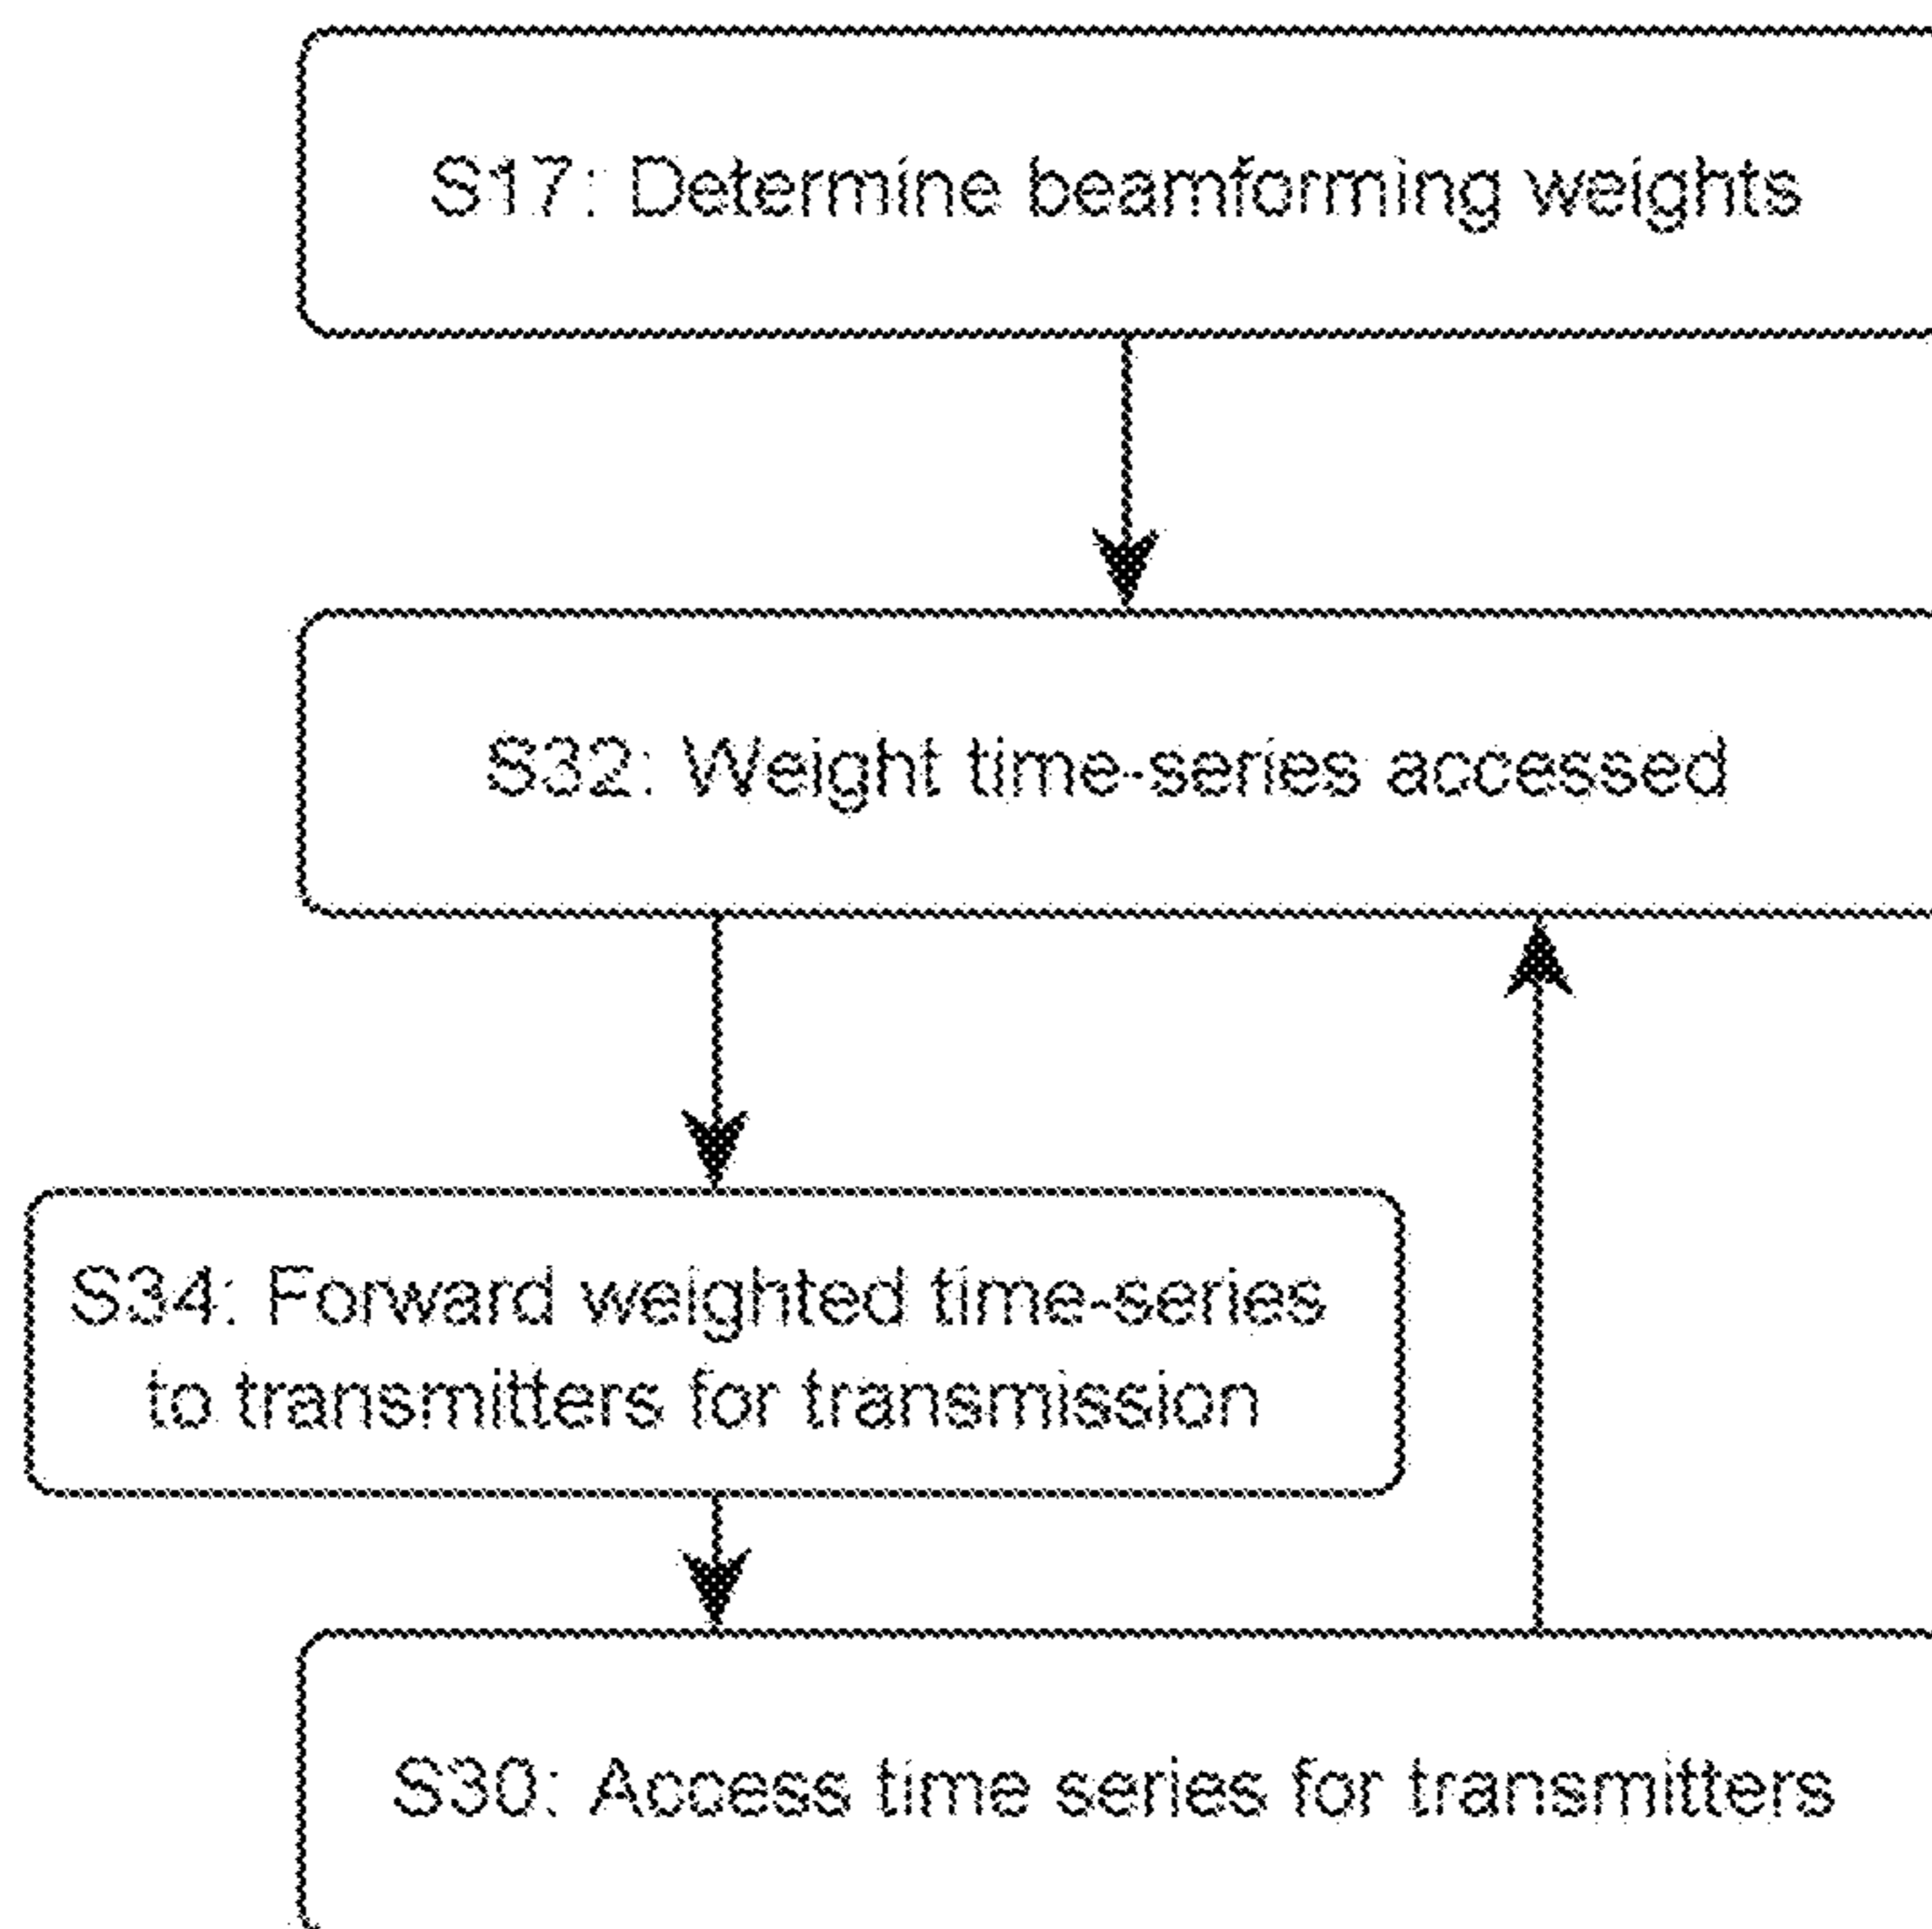 S17: Determine beamforming weights
S32: Weight time-series accessed
S34: Forward weighted time-series
to transmitters for transmission
S30: Access time series for transmitters